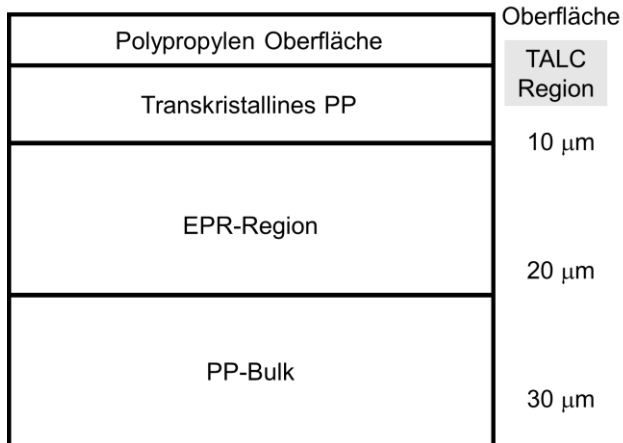 Oberfläche
Polypropylen Oberfläche
TALC
Region
Transkristallines PP
10 μm
EPR-Region
20 μm
PP-Bulk
30 μm